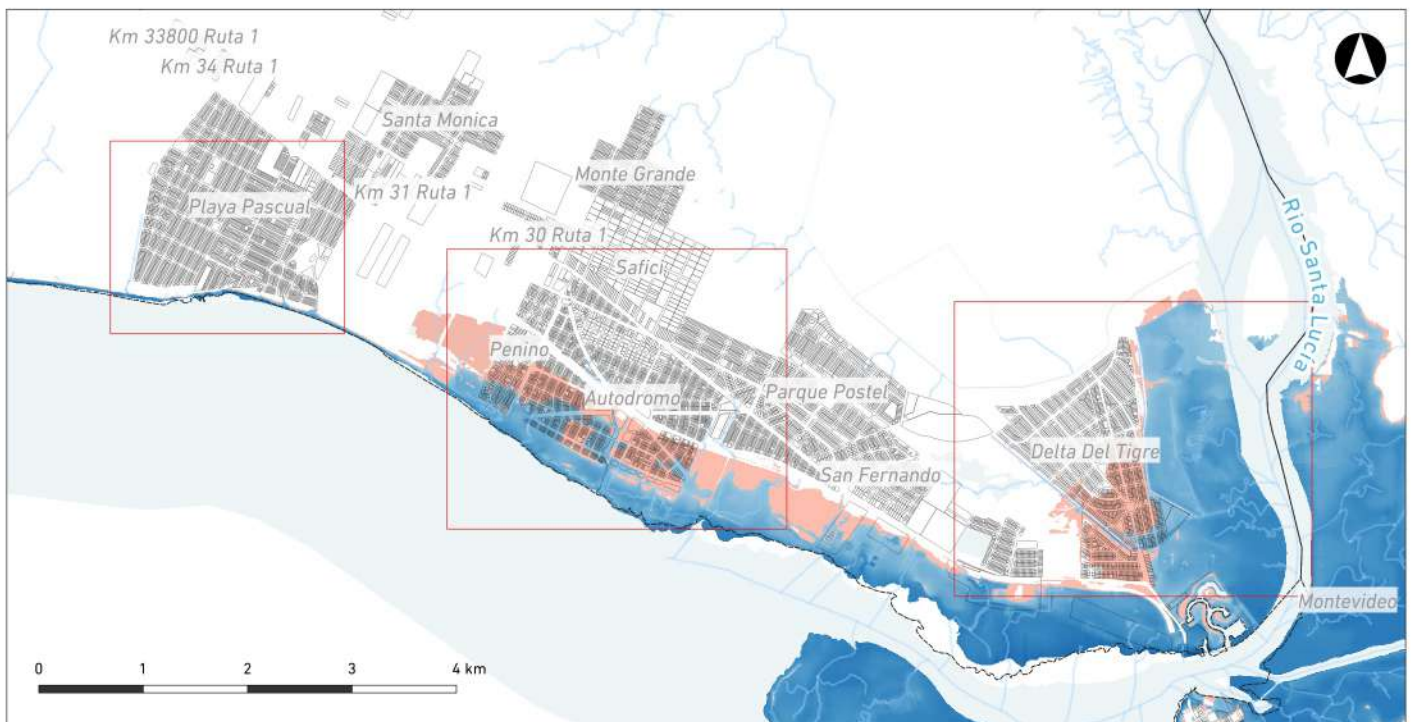 Km 33800 Ruta 1
Km 34 Ruta 1
Santa Monica
Monte Grande
Km 31 Ruta 1
Playa Pascual
Km 30 Ruta 1
Safici
Rio Santa Lucía
Penino
Autodromo
Parque Postel
San Fernando
Delta Del Tigre
Montevideo
0 1 2 3 4 km